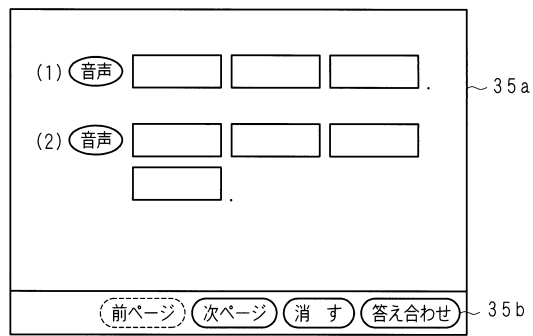 (1) 音声 .
35a
(2) 音声
.
前ページ 次ページ 消 す 答え合わせ 35b